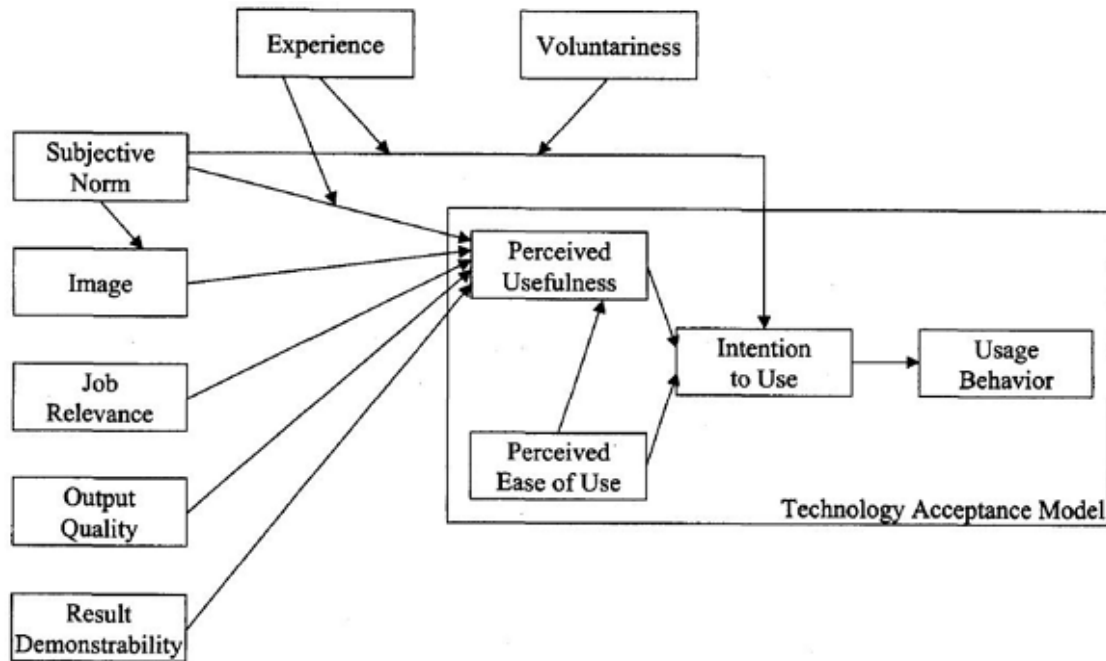 Experience
Voluntariness
Subjective
Norm
Image
Job
Relevance
Output
Quality
Result
Demonstrability
Perceived
Usefulness
Perceived
Ease of Use
Intention
to Use
Usage
Behavior
Technology Acceptance Model